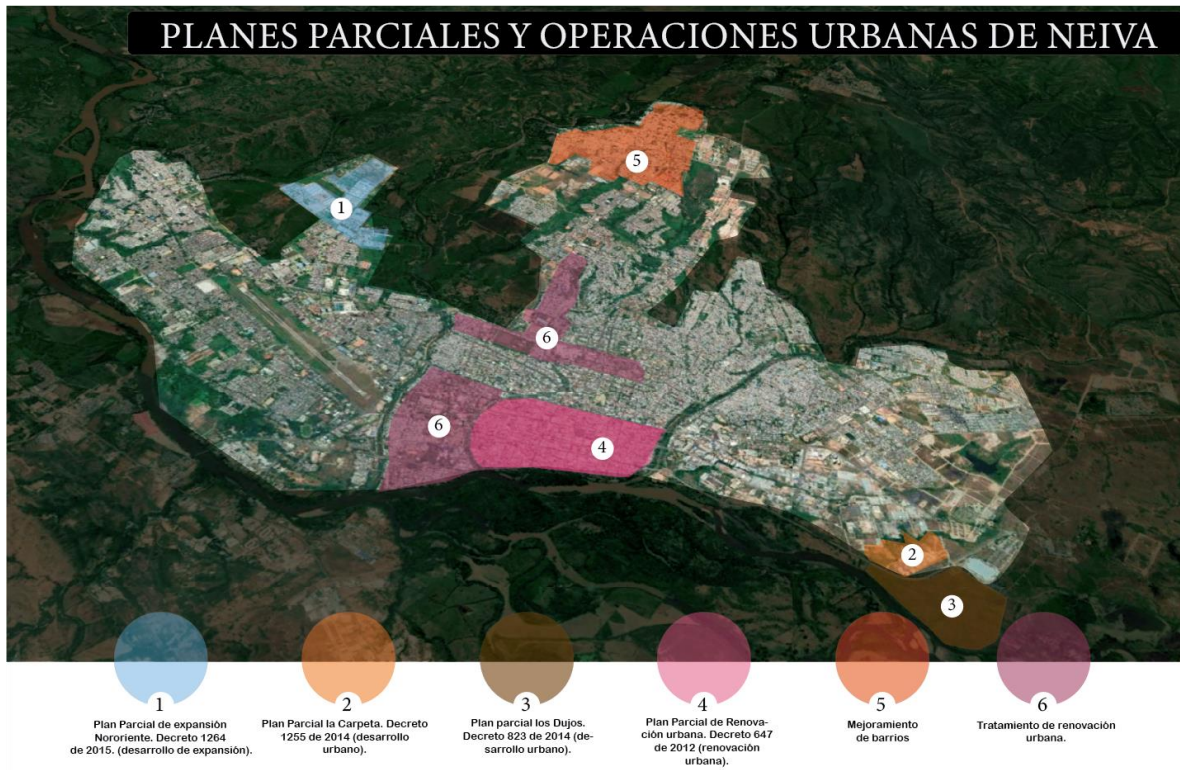 PLANES PARCIALES Y OPERACIONES URBANAS DE NEIVA
5
1
6
6
4
2
3
1
Plan Parcial de expansión
Nororiente. Decreto 1264
de 2015. (desarrollo de expansión).
2
Plan Parcial la Carpeta. Decreto
1255 de 2014 (desarrollo
urbano).
3
Plan parcial los Dujos.
Decreto 823 de 2014 (de-
sarrollo urbano).
4
Plan Parcial de Renova-
ción urbana. Decreto 647
de 2012 (renovación
urbana).
5
Mejoramiento
de barrios
6
Tratamiento de renovación
urbana.